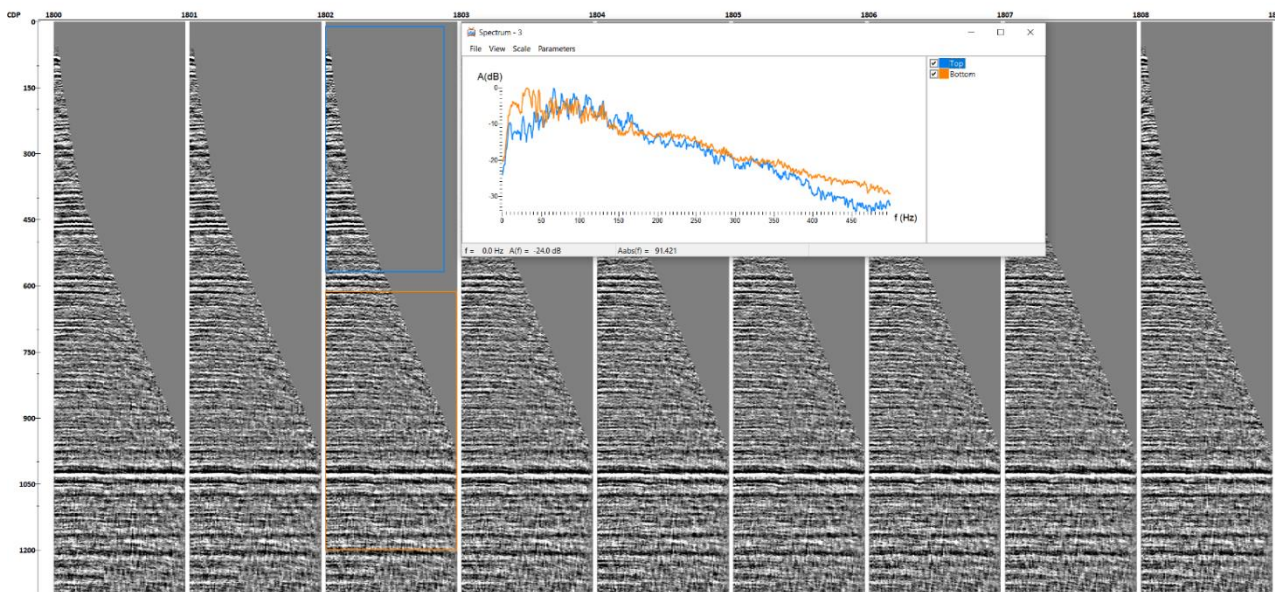 CDP 1800 1801 1802 1803 1804 1805 1806 1807 1808
0
Spectrum - 3
File View Scale Parameters
Top
Bottom
A(dB)
0
-10
-20
-30
0 50 100 150 200 250 300 350 400 450 f (Hz)
f = 0.0 Hz A(f) = -24.0 dB Aabs(f) = 91.421
150
300
450
600
750
900
1050
1200